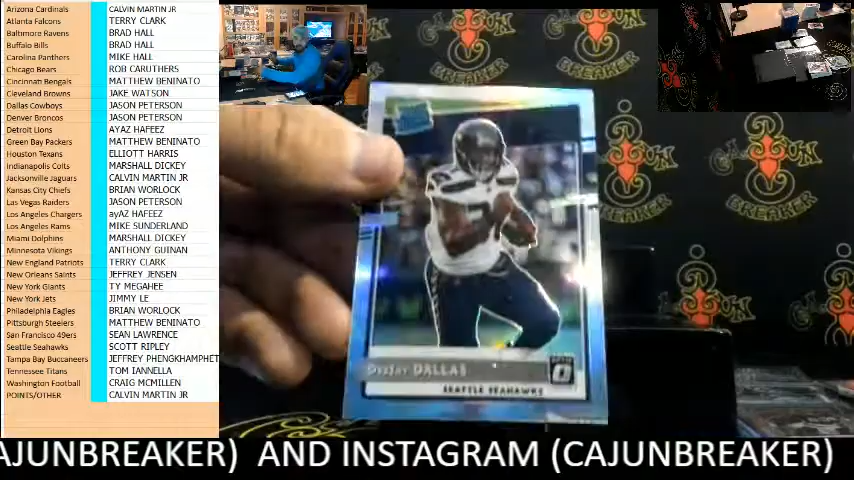 Arizona Cardinals CALVIN MARTIN JR
Atlanta Falcons TERRY CLARK
Baltimore Ravens BRAD HALL
Buffalo Bills BRAD HALL
Carolina Panthers MIKE HALL
Chicago Bears ROB CARUTHERS
Cincinnati Bengals MATTHEW BENINATO
Cleveland Browns JAKE WATSON
Dallas Cowboys JASON PETERSON
Denver Broncos JASON PETERSON
Detroit Lions AYAZ HAFEEZ
Green Bay Packers MATTHEW BENINATO
Houston Texans ELLIOTT HARRIS
Indianapolis Colts MARSHALL DICKEY
Jacksonville Jaguars CALVIN MARTIN JR
Kansas City Chiefs BRIAN WORLOCK
Las Vegas Raiders JASON PETERSON
Los Angeles Chargers ayAZ HAFEEZ
Los Angeles Rams MIKE SUNDERLAND
Miami Dolphins MARSHALL DICKEY
Minnesota Vikings ANTHONY GUINAN
New England Patriots TERRY CLARK
New Orleans Saints JEFFREY JENSEN
New York Giants TY MEGAHEE
New York Jets JIMMY LE
Philadelphia Eagles BRIAN WORLOCK
Pittsburgh Steelers MATTHEW BENINATO
San Francisco 49ers SEAN LAWRENCE
Seattle Seahawks SCOTT RIPLEY
Tampa Bay Buccaneers JEFFREY PHENGKHAMPHET
Tennessee Titans TOM IANNELLA
Washington Football CRAIG MCMILLEN
POINTS/OTHER CALVIN MARTIN JR
DeeJay DALLAS
SEATTLE SEAHAWKS
CAJUN
BREAKER
AJUNBREAKER) AND INSTAGRAM (CAJUNBREAKER)